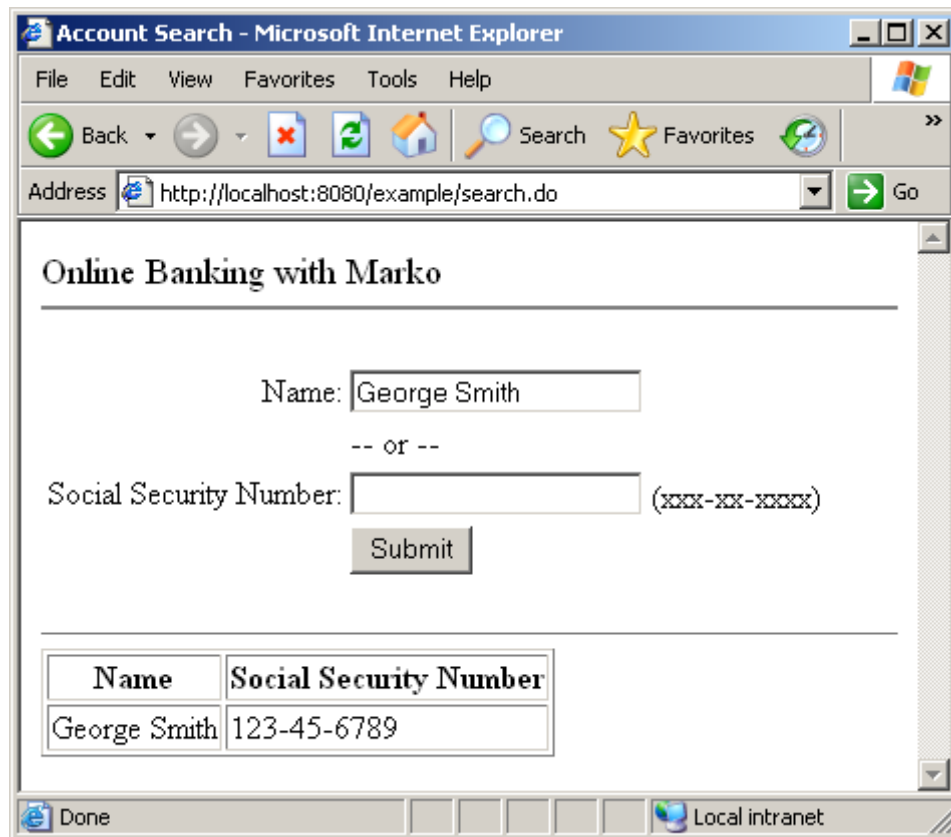 Account Search - Microsoft Internet Explorer
File Edit View Favorites Tools Help
Back Search Favorites »
Address http://localhost:8080/example/search.do Go
Online Banking with Marko
Name: George Smith
-- or --
Social Security Number: (xxx-xx-xxxx)
Submit
Name Social Security Number
George Smith 123-45-6789
Done Local intranet